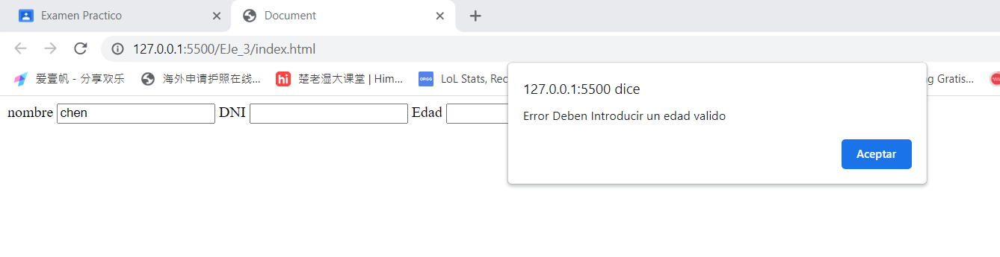 Examen Practico
Document
127.0.0.1:5500/EJe_3/index.html
爱壹帆 - 分享欢乐
海外申请护照在线...
hi
楚老湿大课堂 | Him...
OPGG
LoL Stats, Rec
g Gratis...
127.0.0.1:5500 dice
Error Deben Introducir un edad valido
Aceptar
nombre chen DNI Edad